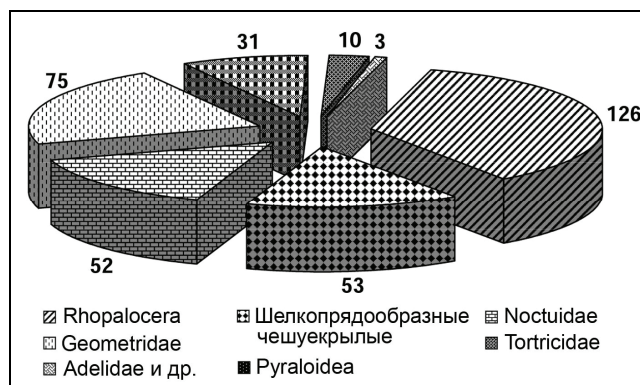 31
10
3
75
126
52
53
Rhopalocera
Шелкопрядообразные
чешуекрылые
Noctuidae
Geometridae
Tortricidae
Adelidae и др.
Pyraloidea